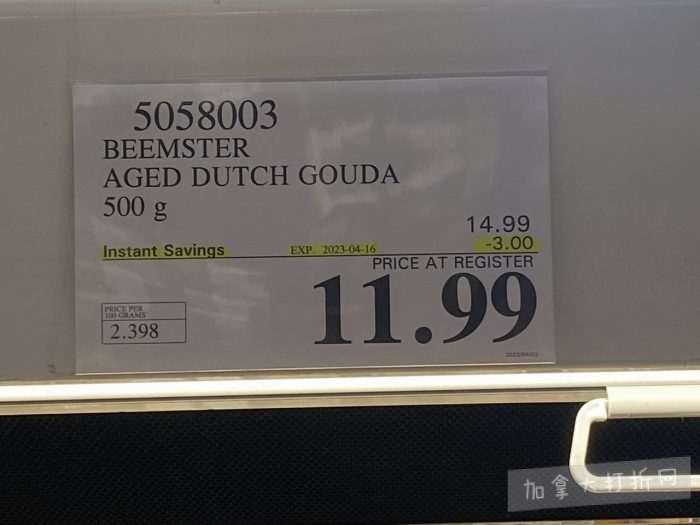 5058003
BEEMSTER
AGED DUTCH GOUDA
500 g
14.99
Instant Savings EXP. 2023-04-16 -3.00
PRICE AT REGISTER
11.99
PRICE PER
100 GRAMS
2.398
加拿大打折网